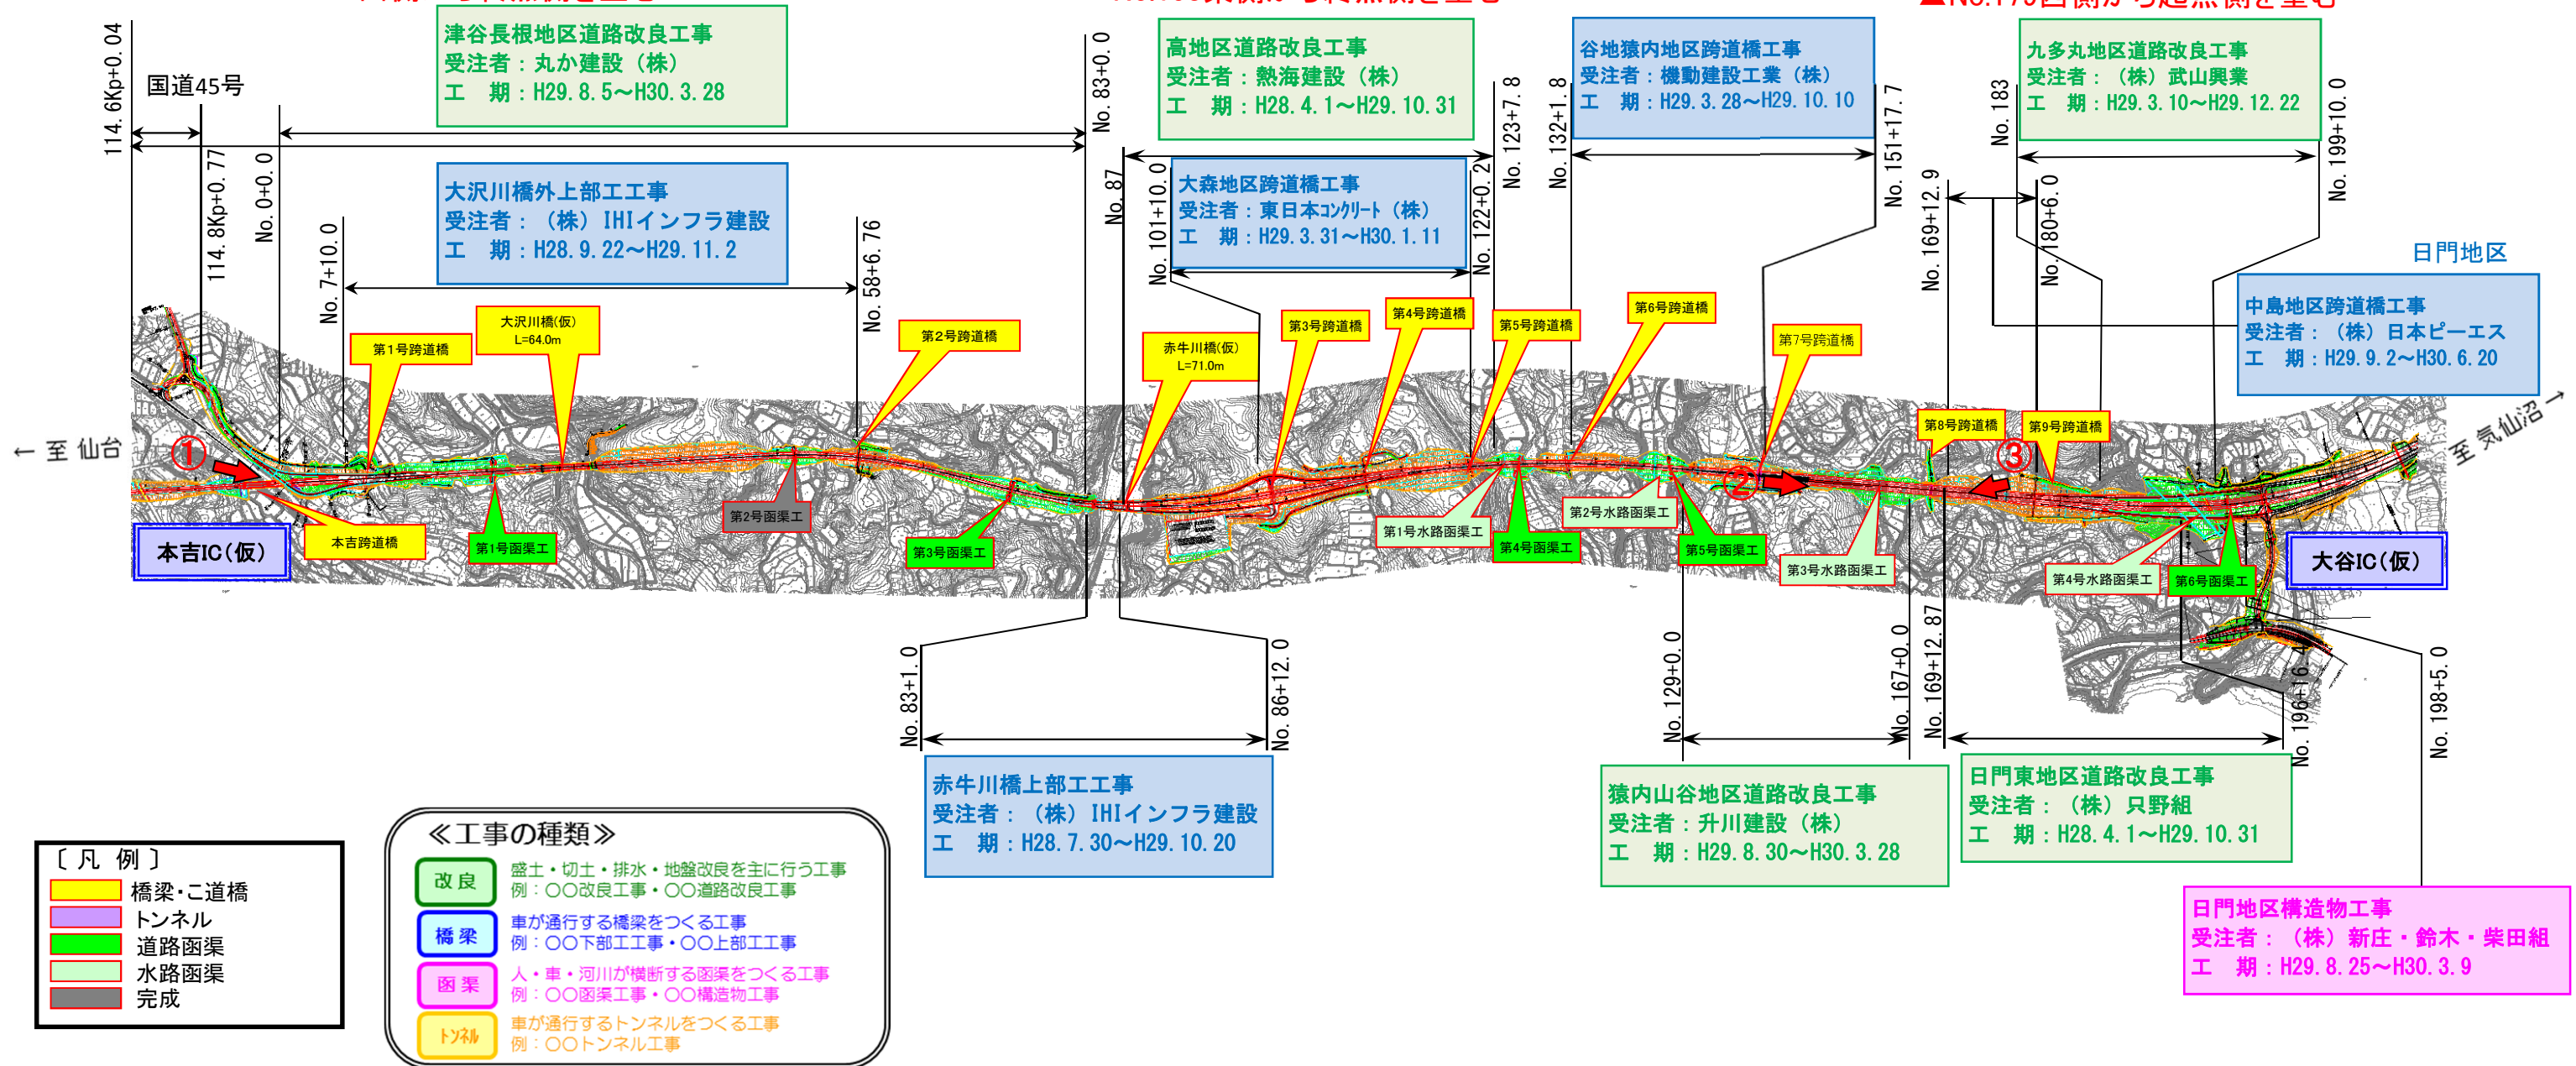 ▲No.179西側から起点側を望む
津谷長根地区道路改良工事
受注者：丸か建設（株）
工　期：H29.8.5～H30.3.28
高地区道路改良工事
受注者：熱海建設（株）
工　期：H28.4.1～H29.10.31
谷地猿内地区跨道橋工事
受注者：機動建設工業（株）
工　期：H29.3.28～H29.10.10
九多丸地区道路改良工事
受注者：（株）武山興業
工　期：H29.3.10～H29.12.22
114.6Kp+0.04
国道45号
114.8Kp+0.77
No.0+0.0
No.7+10.0
No.58+6.76
No.83+0.0
No.87
No.101+10.0
No.122+0.2
No.123+7.8
No.132+1.8
No.151+17.7
No.169+12.9
No.183
No.180+6.0
No.199+10.0
大沢川橋外上部工工事
受注者：（株）IHIインフラ建設
工　期：H28.9.22～H29.11.2
大森地区跨道橋工事
受注者：東日本ｺﾝｸﾘｰﾄ（株）
工　期：H29.3.31～H30.1.11
日門地区
中島地区跨道橋工事
受注者：（株）日本ピーエス
工　期：H29.9.2～H30.6.20
第1号跨道橋
大沢川橋(仮)
L=64.0m
第2号跨道橋
赤牛川橋(仮)
L=71.0m
第3号跨道橋
第4号跨道橋
第5号跨道橋
第6号跨道橋
第7号跨道橋
第8号跨道橋
第9号跨道橋
← 至 仙台
①
②
③
至 気仙沼 →
本吉IC(仮)
本吉跨道橋
第1号函渠工
第2号函渠工
第3号函渠工
第1号水路函渠工
第4号函渠工
第2号水路函渠工
第5号函渠工
第3号水路函渠工
第4号水路函渠工
第6号函渠工
大谷IC(仮)
No.83+1.0
No.86+12.0
No.129+0.0
No.167+0.0
No.169+12.87
No.196+16.4
No.198+5.0
赤牛川橋上部工工事
受注者：（株）IHIインフラ建設
工　期：H28.7.30～H29.10.20
猿内山谷地区道路改良工事
受注者：升川建設（株）
工　期：H29.8.30～H30.3.28
日門東地区道路改良工事
受注者：（株）只野組
工　期：H28.4.1～H29.10.31
日門地区構造物工事
受注者：（株）新庄・鈴木・柴田組
工　期：H29.8.25～H30.3.9
〔 凡 例 〕
橋梁・こ道橋
トンネル
道路函渠
水路函渠
完成
≪工事の種類≫
改良
盛土・切土・排水・地盤改良を主に行う工事
例：〇〇改良工事・〇〇道路改良工事
橋梁
車が通行する橋梁をつくる工事
例：〇〇下部工工事・〇〇上部工工事
函渠
人・車・河川が横断する函渠をつくる工事
例：〇〇函渠工事・〇〇構造物工事
ﾄﾝﾈﾙ
車が通行するトンネルをつくる工事
例：〇〇トンネル工事